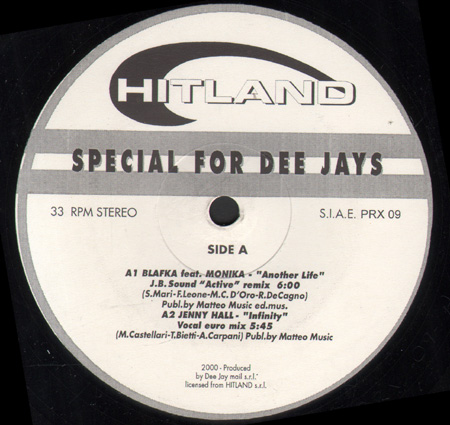 HITLAND
SPECIAL FOR DEE JAYS
33 RPM STEREO
S.I.A.E. PRX 09
SIDE A
A1 BLAFKA feat. MONIKA - "Another Life"
J.B. Sound "Active" remix 6:00
(S.Mari-F.Leone-M.C. D'Oro-R.DeCagno)
Publ.by Matteo Music ed.mus.
A2 JENNY HALL - "Infinity"
Vocal euro mix 5:45
(M.Castellari-T.Bietti-A.Carpani) Publ.by Matteo Music
2000 - Produced
by Dee Jay mail s.r.l.
licensed from HITLAND s.r.l.